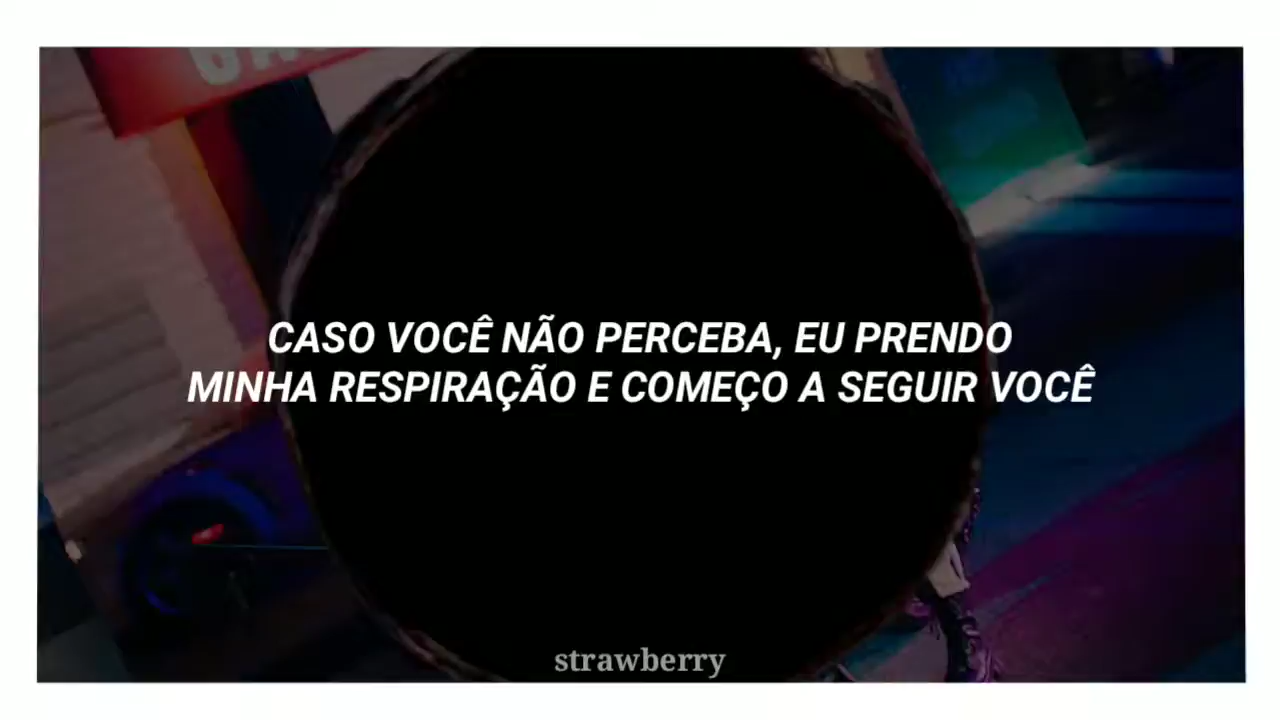 CASO VOCÊ NÃO PERCEBA, EU PRENDO
MINHA RESPIRAÇÃO E COMEÇO A SEGUIR VOCÊ
strawberry